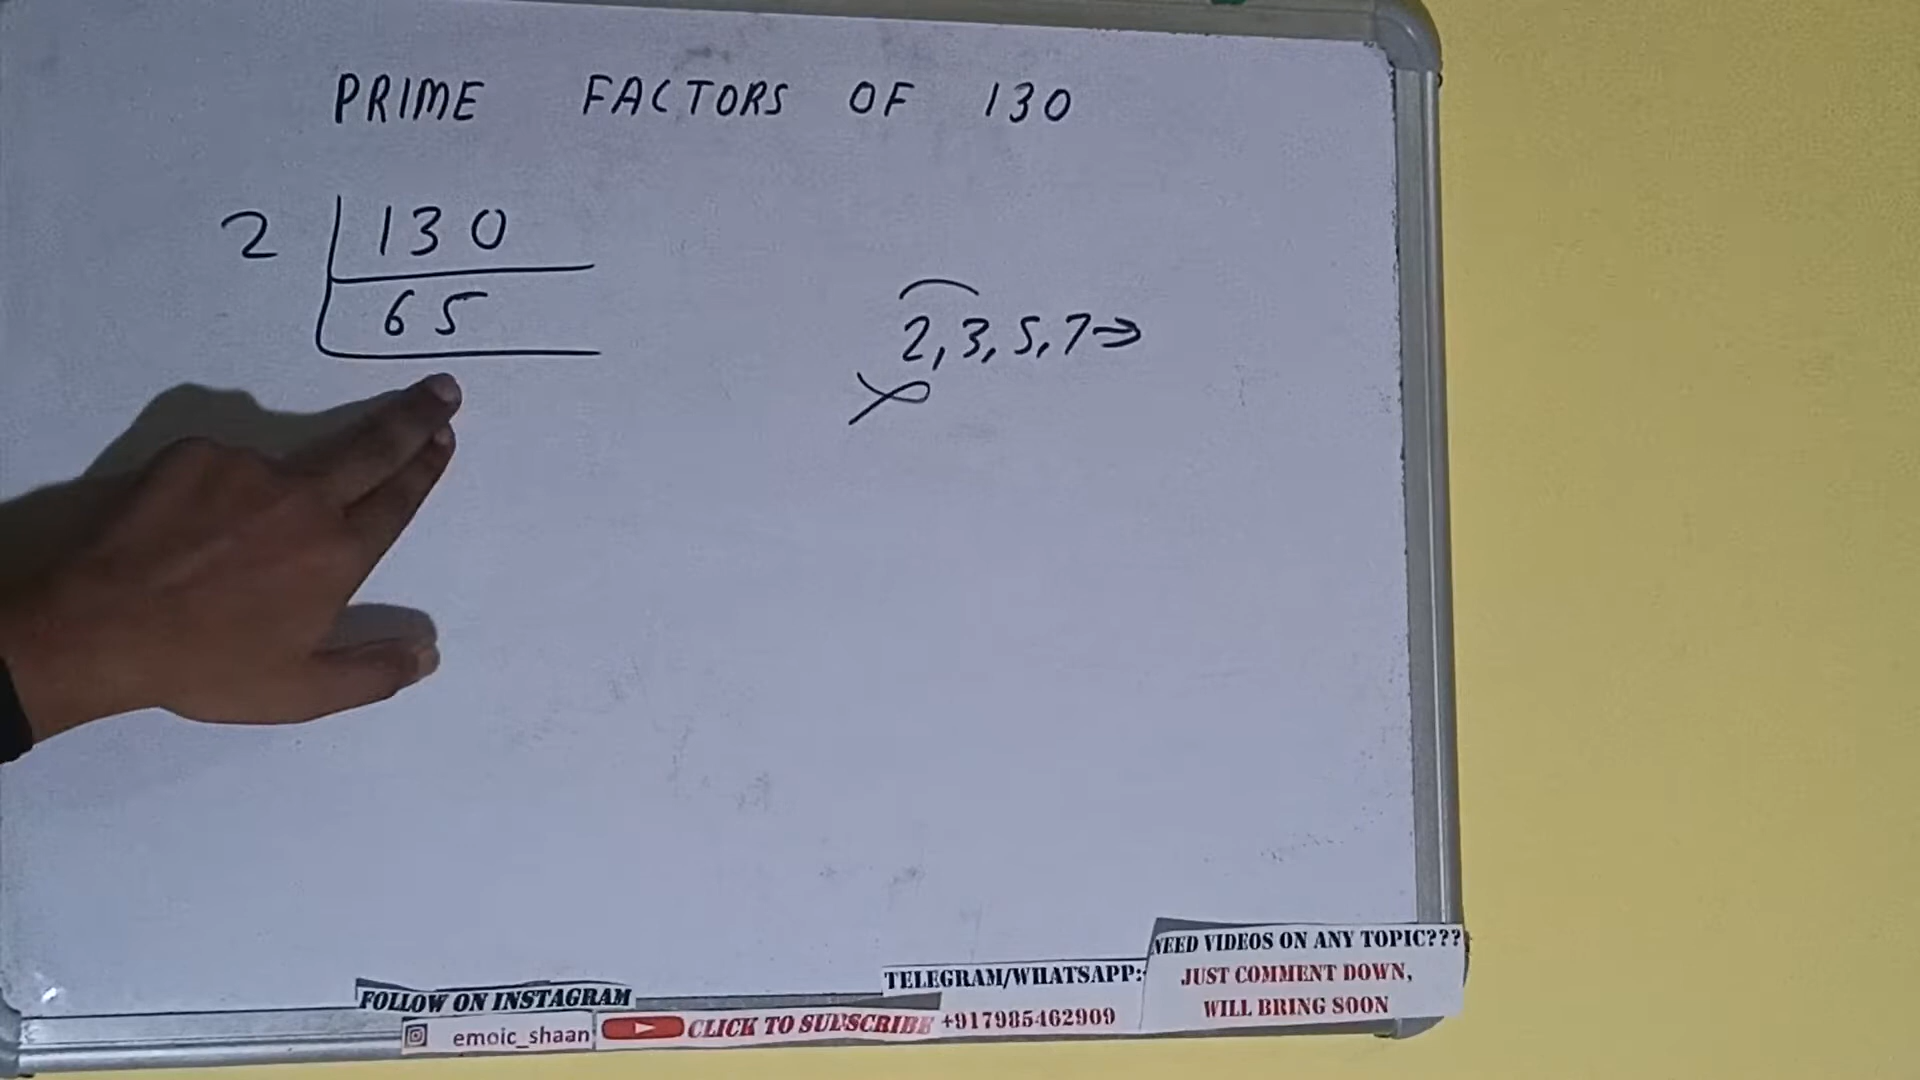 PRIME FACTORS OF 130
2 130
65
2, 3, 5, 7→
NEED VIDEOS ON ANY TOPIC???
JUST COMMENT DOWN,
WILL BRING SOON
TELEGRAM/WHATSAPP:
+917985462909
FOLLOW ON INSTAGRAM
emoic_shaan
CLICK TO SUBSCRIBE